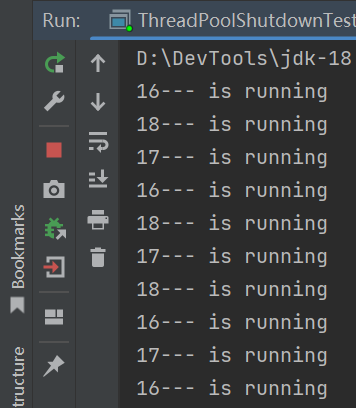 Run: ThreadPoolShutdownTest
D:\DevTools\jdk-18
16--- is running
18--- is running
17--- is running
16--- is running
18--- is running
17--- is running
18--- is running
16--- is running
17--- is running
16--- is running
Bookmarks
tructure